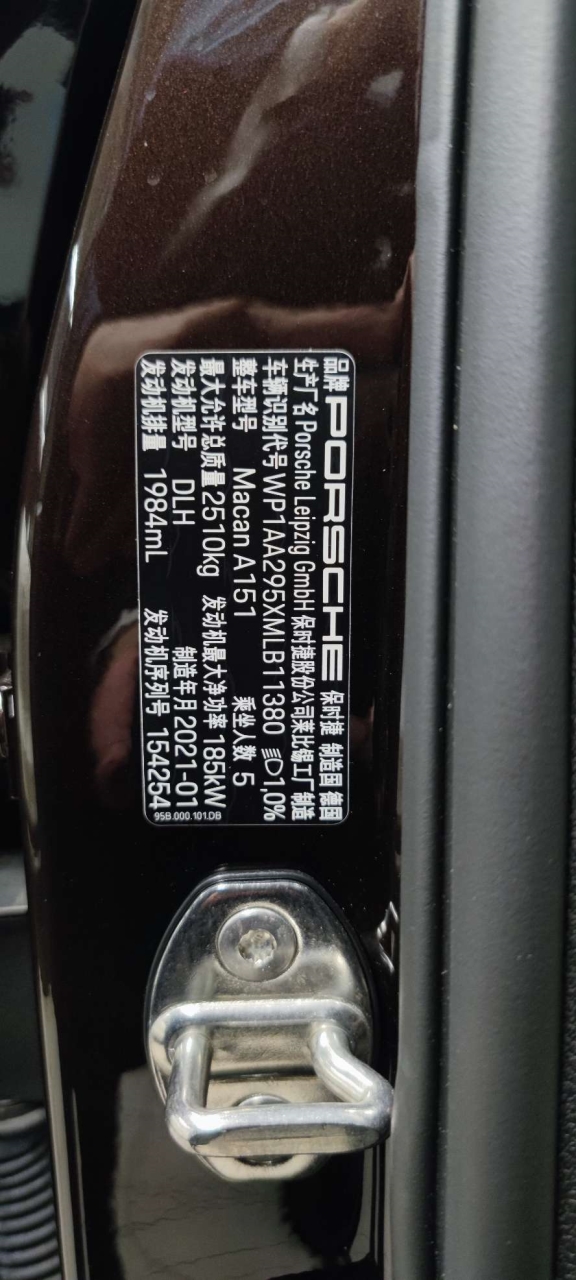 品牌 PORSCHE 保时捷 制造国 德国
生产厂名 Porsche Leipzig GmbH 保时捷股份公司莱比锡工厂制造
车辆识别代号 WP1AA295XMLB11380 1,0%
整车型号 Macan A151 乘坐人数 5
最大允许总质量 2510kg 发动机最大净功率 185kW
发动机型号 DLH 制造年月 2021-01
发动机排量 1984mL 发动机序列号 154254
95B.000.101.DB